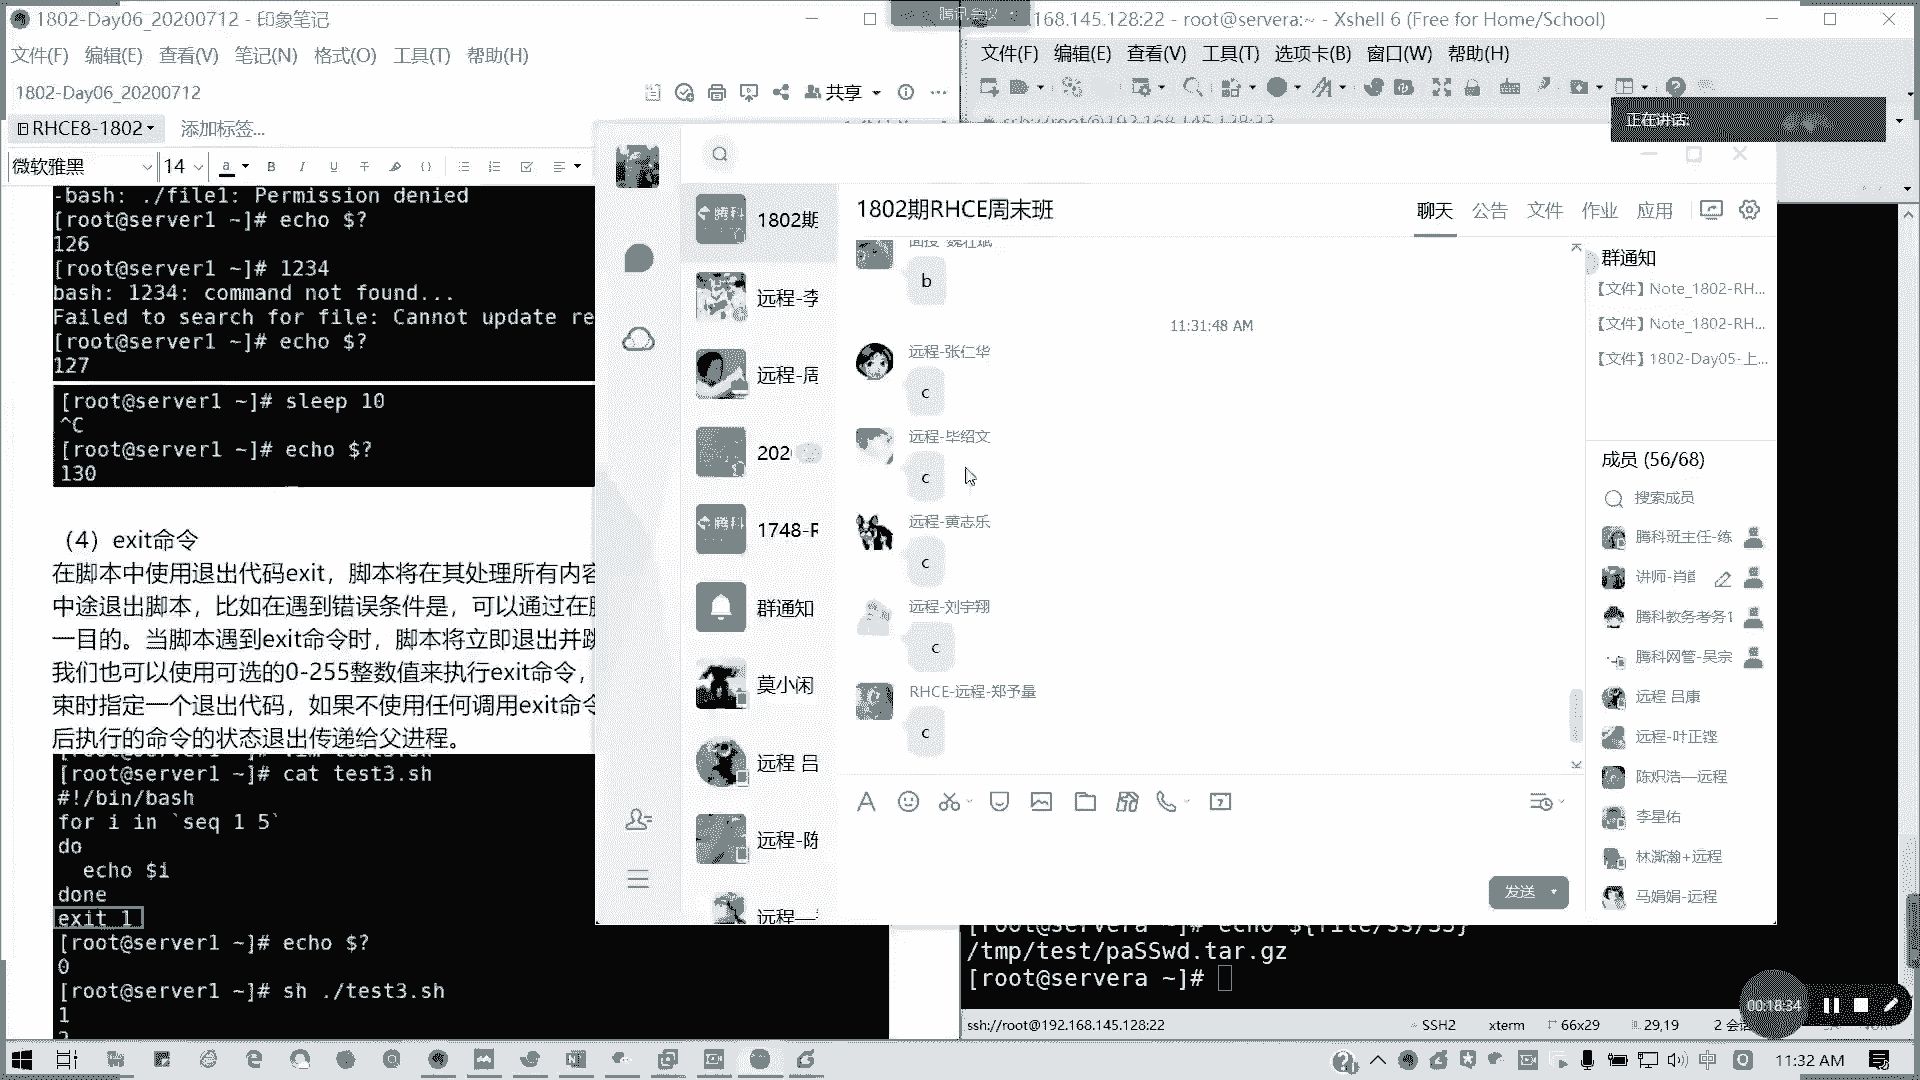 1802-Day06_20200712 - 印象笔记
文件(F) 编辑(E) 查看(V) 笔记(N) 格式(O) 工具(T) 帮助(H)
1802-Day06_20200712
共享
RHCE8-1802
添加标签...
微软雅黑
14
-bash: ./file1: Permission denied
[root@server1 ~]# echo $?
126
[root@server1 ~]# 1234
bash: 1234: command not found...
Failed to search for file: Cannot update re
[root@server1 ~]# echo $?
127
[root@server1 ~]# sleep 10
^C
[root@server1 ~]# echo $?
130
（4）exit命令
在脚本中使用退出代码exit，脚本将在其处理所有内容
中途退出脚本，比如在遇到错误条件是，可以通过在脚
一目的。当脚本遇到exit命令时，脚本将立即退出并跳
我们也可以使用可选的0-255整数值来执行exit命令，
束时指定一个退出代码，如果不使用任何调用exit命令
后执行的命令的状态退出传递给父进程。
[root@server1 ~]# cat test3.sh
#!/bin/bash
for i in `seq 1 5`
do
echo $i
done
exit 1
[root@server1 ~]# echo $?
0
[root@server1 ~]# sh ./test3.sh
1
腾讯会议
168.145.128:22 - root@servera:~ - Xshell 6 (Free for Home/School)
文件(F) 编辑(E) 查看(V) 工具(T) 选项卡(B) 窗口(W) 帮助(H)
ssh://root@192.168.145.128:22
正在讲话:
1802期
远程-李
远程-周
202
1748-F
群通知
莫小闲
远程 吕
远程-陈
远程—
1802期RHCE周末班
聊天 公告 文件 作业 应用
b
11:31:48 AM
远程-张仁华
c
远程-毕绍文
c
远程-黄志乐
c
远程-刘宇翔
c
RHCE-远程-郑予量
c
发送
群通知
【文件】Note_1802-RH...
【文件】Note_1802-RH...
【文件】1802-Day05-上...
成员 (56/68)
搜索成员
腾科班主任-练
讲师-肖
腾科教务考务1
腾科网管-吴宗
远程 吕康
远程-叶正铿
陈炽浩—远程
李星佑
马娟娟-远程
[root@servera ~]# echo ${file/ss/SS}
/tmp/test/paSSwd.tar.gz
[root@servera ~]#
ssh://root@192.168.145.128:22
SSH2
xterm
66x29
29,19
00:18:34
中
11:32 AM